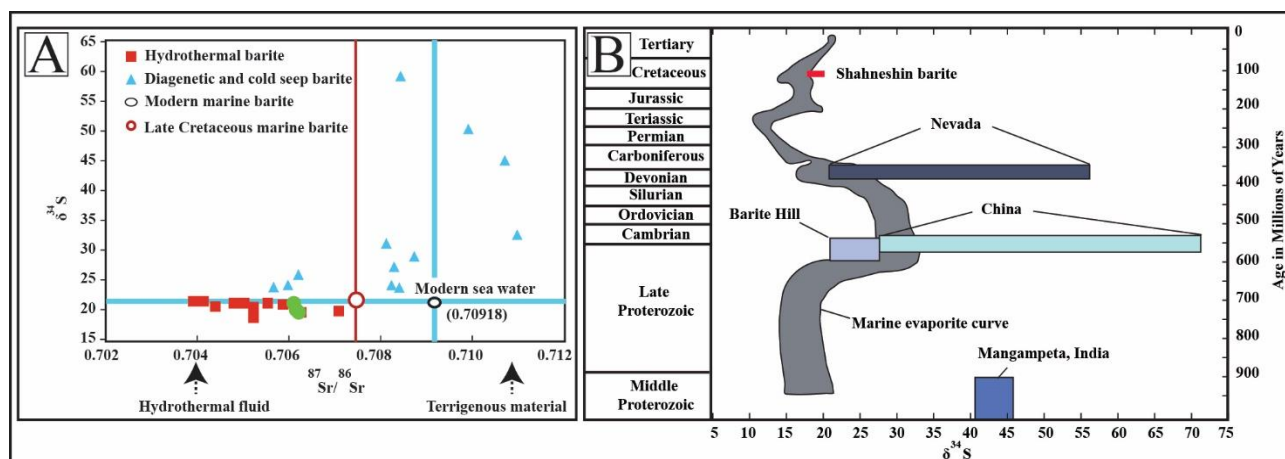 A
65
60
55
50
45
40
35
30
25
20
15
δ34S
Hydrothermal barite
Diagenetic and cold seep barite
Modern marine barite
Late Cretaceous marine barite
Modern sea water
(0.70918)
0.702 0.704 0.706 0.708 0.710 0.712
87Sr/ 86Sr
Hydrothermal fluid
Terrigenous material
B
Tertiary
Cretaceous
Jurassic
Teriassic
Permian
Carboniferous
Devonian
Silurian
Ordovician
Cambrian
Late
Proterozoic
Middle
Proterozoic
Shahneshin barite
Nevada
Barite Hill
China
Marine evaporite curve
Mangampeta, India
0
100
200
300
400
500
600
700
800
900
Age in Millions of Years
5 10 15 20 25 30 35 40 45 50 55 60 65 70 75
δ34S